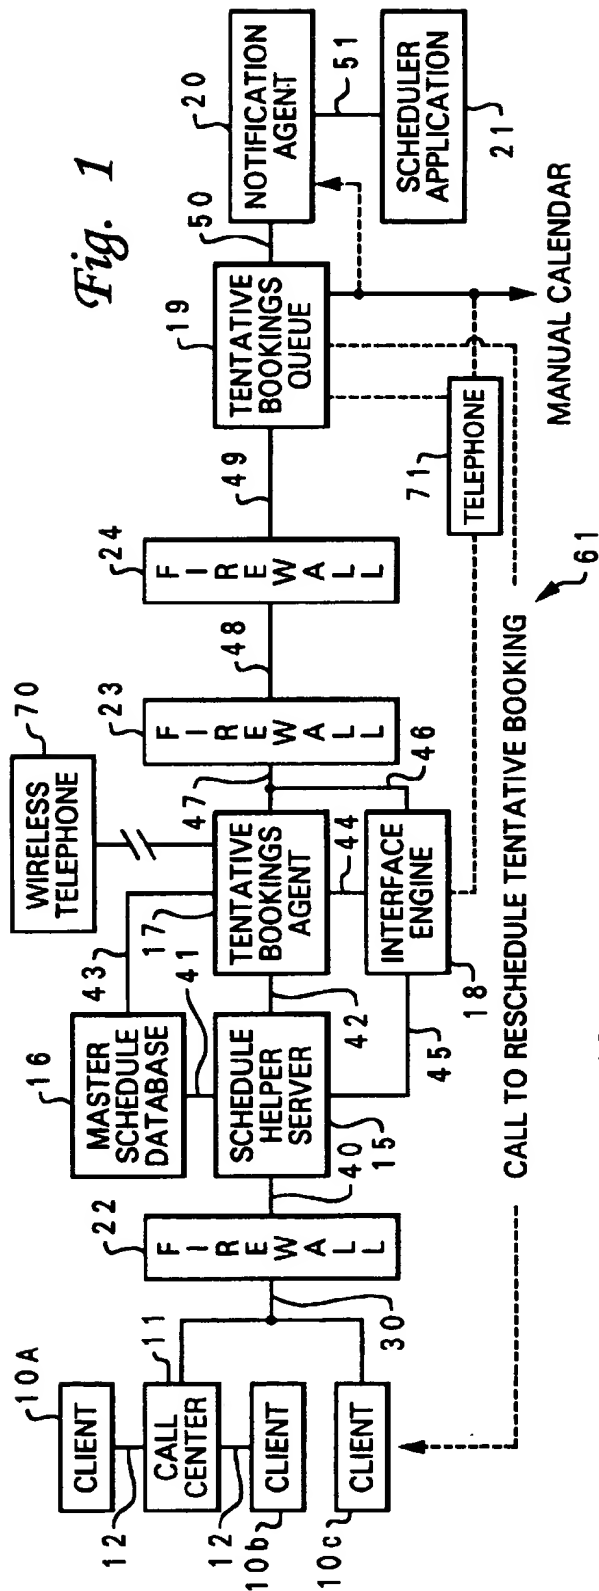 Fig. 1
10A
CLIENT
12
11
CALL
CENTER
12
CLIENT
10b
CLIENT
10c
30
22
FIREWALL
40
16
MASTER
SCHEDULE
DATABASE
41
43
SCHEDULE
HELPER
SERVER
15
42
45
70
WIRELESS
TELEPHONE
17
TENTATIVE
BOOKINGS
AGENT
44
INTERFACE
ENGINE
18
46
47
23
FIREWALL
48
24
FIREWALL
49
19
TENTATIVE
BOOKINGS
QUEUE
50
20
NOTIFICATION
AGENT
51
SCHEDULER
APPLICATION
21
71
TELEPHONE
MANUAL CALENDAR
CALL TO RESCHEDULE TENTATIVE BOOKING
61